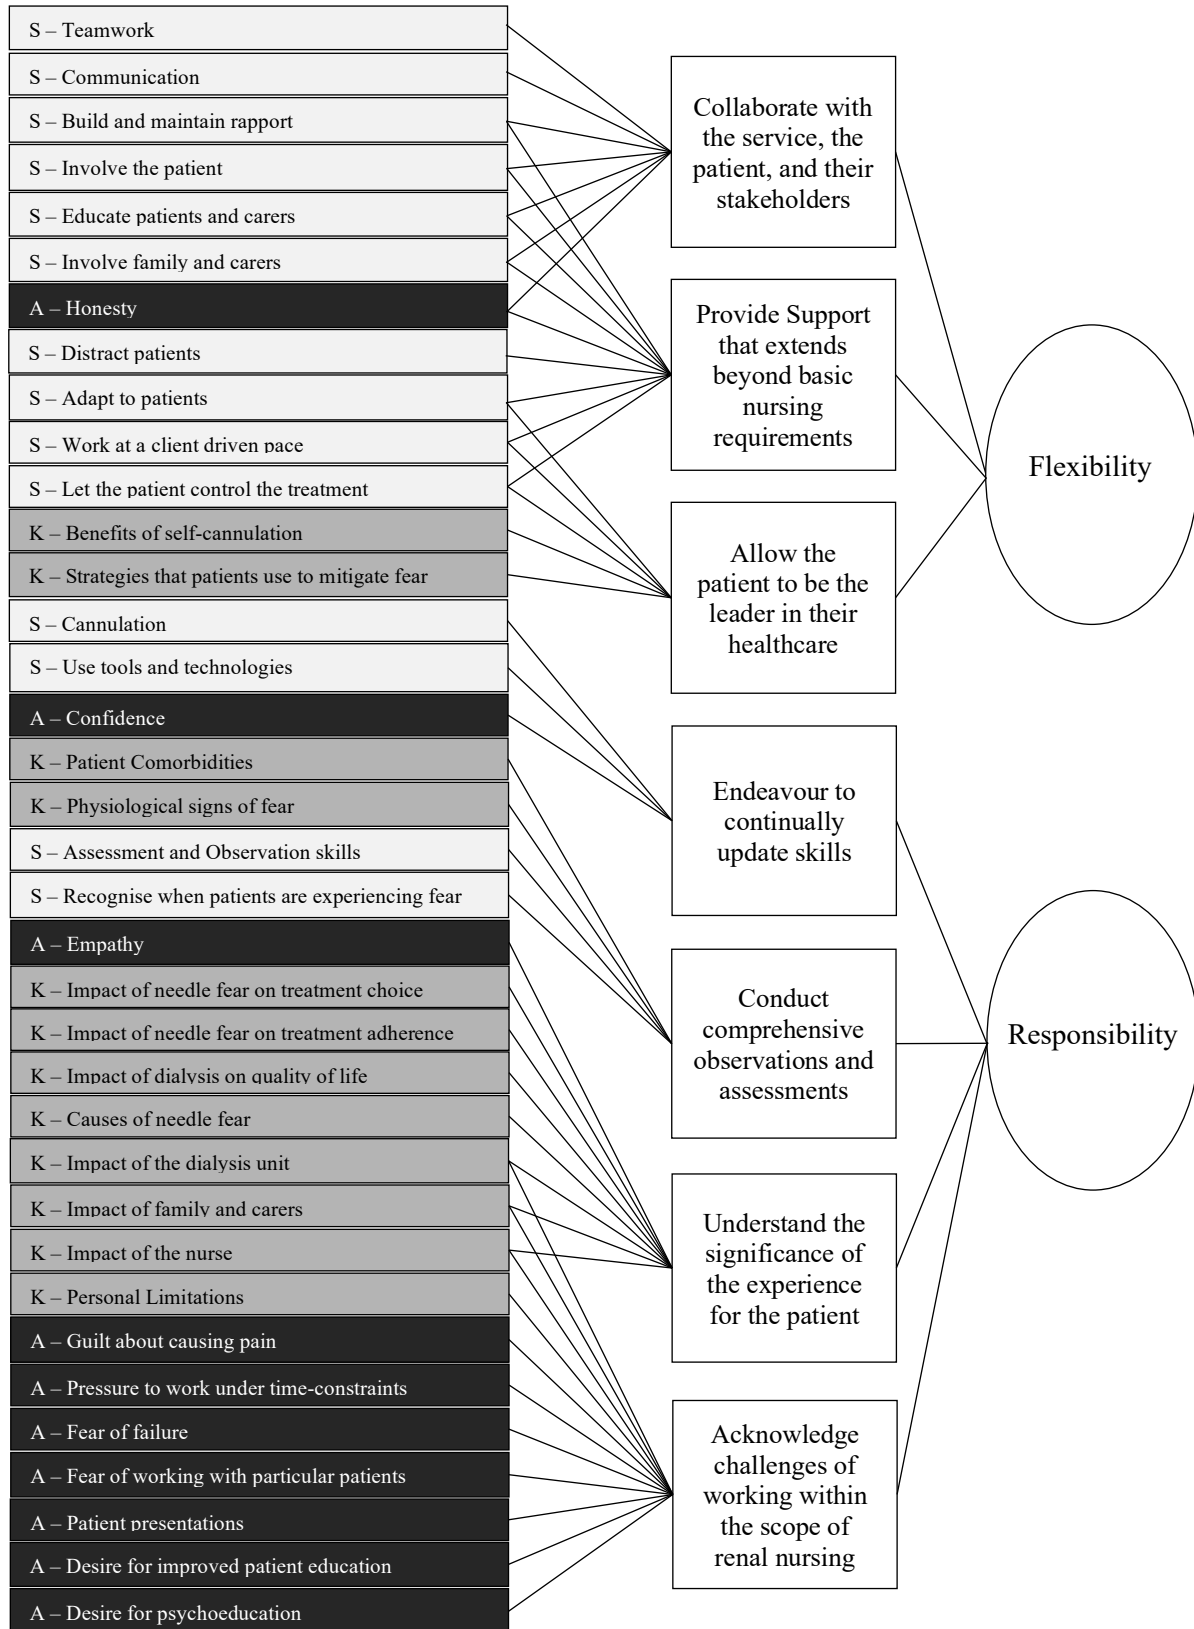 S – Teamwork
S – Communication
S – Build and maintain rapport
S – Involve the patient
S – Educate patients and carers
S – Involve family and carers
A – Honesty
S – Distract patients
S – Adapt to patients
S – Work at a client driven pace
S – Let the patient control the treatment
K – Benefits of self-cannulation
K – Strategies that patients use to mitigate fear
S – Cannulation
S – Use tools and technologies
A – Confidence
K – Patient Comorbidities
K – Physiological signs of fear
S – Assessment and Observation skills
S – Recognise when patients are experiencing fear
A – Empathy
K – Impact of needle fear on treatment choice
K – Impact of needle fear on treatment adherence
K – Impact of dialysis on quality of life
K – Causes of needle fear
K – Impact of the dialysis unit
K – Impact of family and carers
K – Impact of the nurse
K – Personal Limitations
A – Guilt about causing pain
A – Pressure to work under time-constraints
A – Fear of failure
A – Fear of working with particular patients
A – Patient presentations
A – Desire for improved patient education
A – Desire for psychoeducation
Collaborate with
the service, the
patient, and their
stakeholders
Provide Support
that extends
beyond basic
nursing
requirements
Allow the
patient to be the
leader in their
healthcare
Endeavour to
continually
update skills
Conduct
comprehensive
observations and
assessments
Understand the
significance of
the experience
for the patient
Acknowledge
challenges of
working within
the scope of
renal nursing
Flexibility
Responsibility